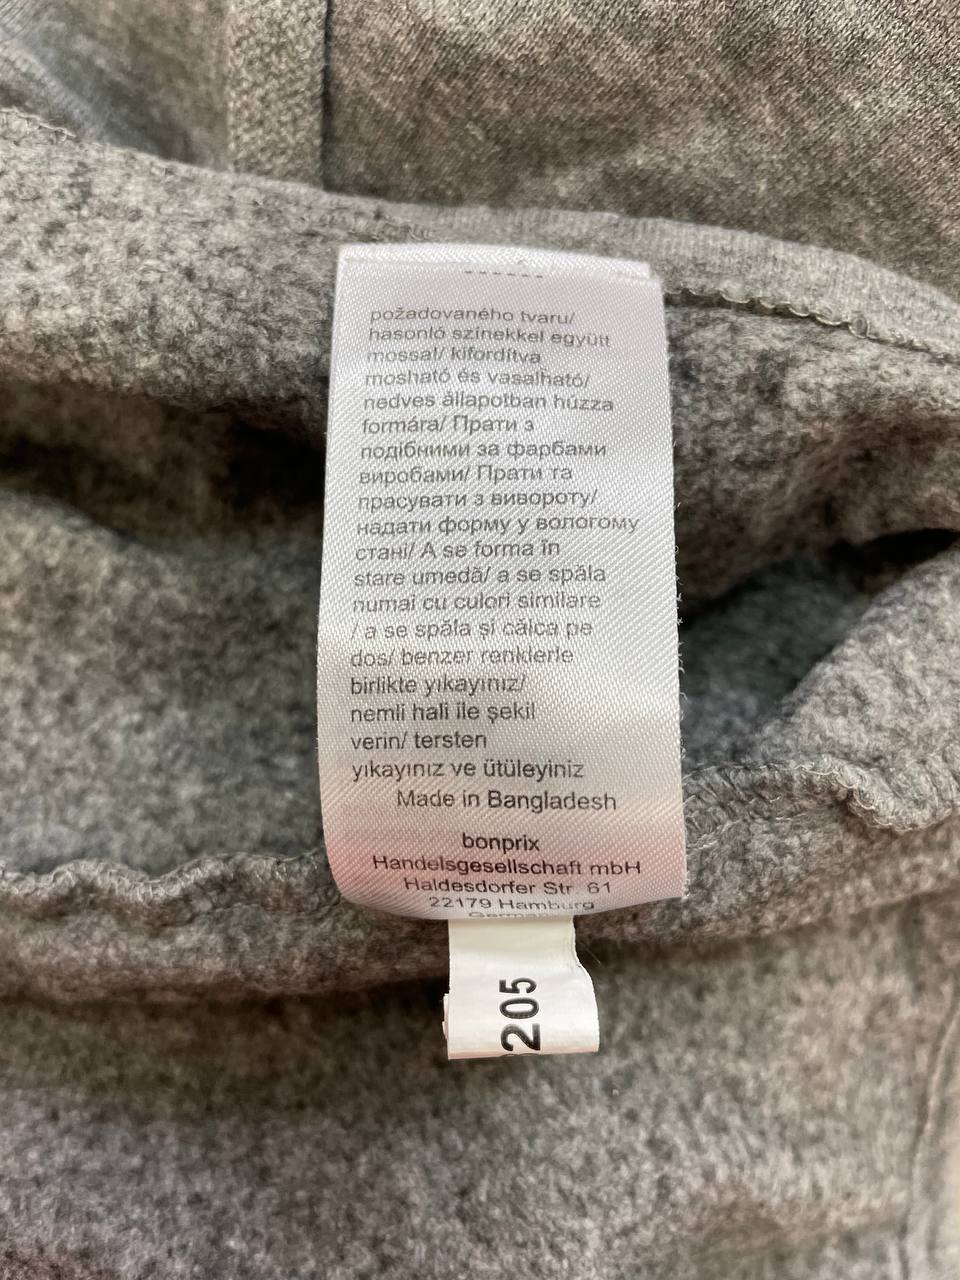 požadovaného tvaru/
hasonló színekkel együtt
mossa!/ kifordítva
mosható és vasalható/
nedves állapotban húzza
formára/ Прати з
подібними за фарбами
виробами/ Прати та
прасувати з вивороту/
надати форму у вологому
стані/ A se forma în
stare umedă/ a se spăla
numai cu culori similare
/ a se spăla şi călca pe
dos/ benzer renklerle
birlikte yıkayınız/
nemli hali ile şekil
verin/ tersten
yıkayınız ve ütüleyiniz
Made in Bangladesh
bonprix
Handelsgesellschaft mbH
Haldesdorfer Str. 61
22179 Hamburg
Germany
205